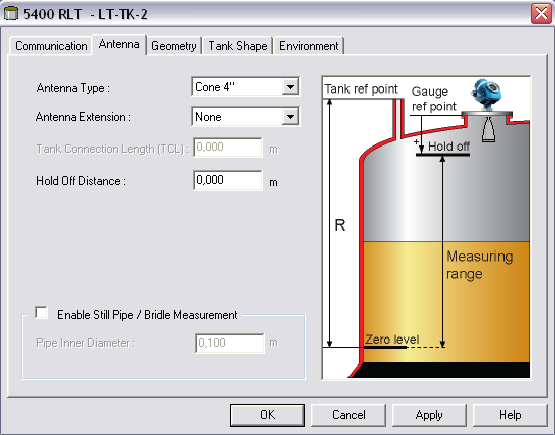 5400 RLT - LT-TK-2
Communication Antenna Geometry Tank Shape Environment
Antenna Type : Cone 4"
Antenna Extension : None
Tank Connection Length (TCL) : 0,000 m
Hold Off Distance : 0,000 m
Enable Still Pipe / Bridle Measurement
Pipe Inner Diameter : 0,100 m
Tank ref point
Gauge
ref point
+
Hold off
R
Measuring
range
Zero level
OK Cancel Apply Help